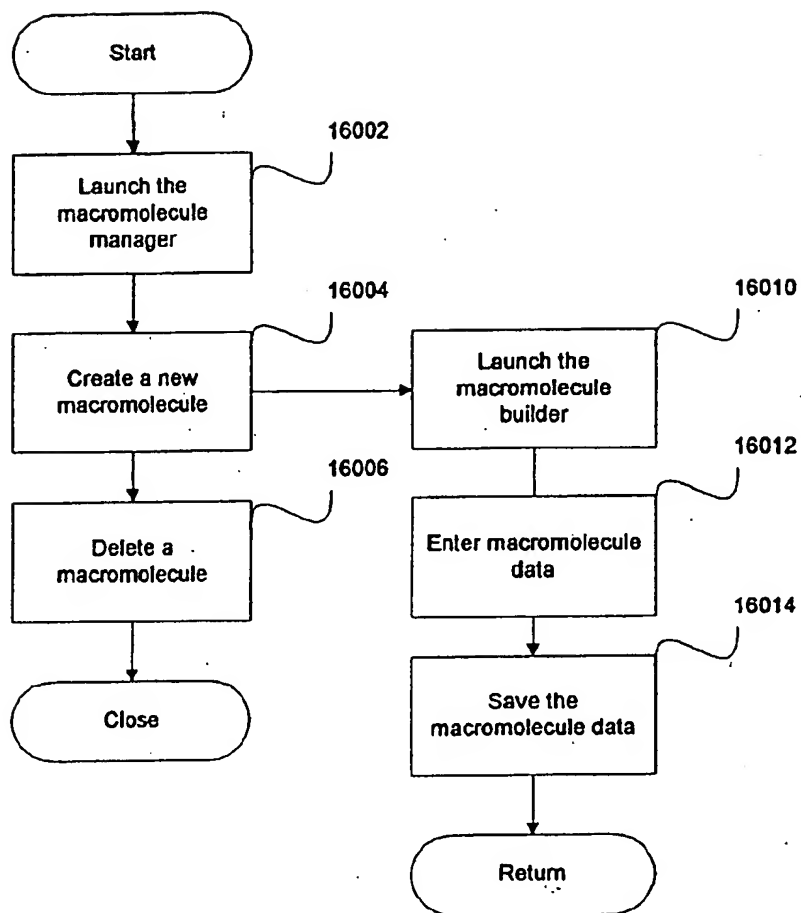 Start
16002
Launch the
macromolecule
manager
16004
Create a new
macromolecule
16006
Delete a
macromolecule
Close
16010
Launch the
macromolecule
builder
16012
Enter macromolecule
data
16014
Save the
macromolecule data
Return